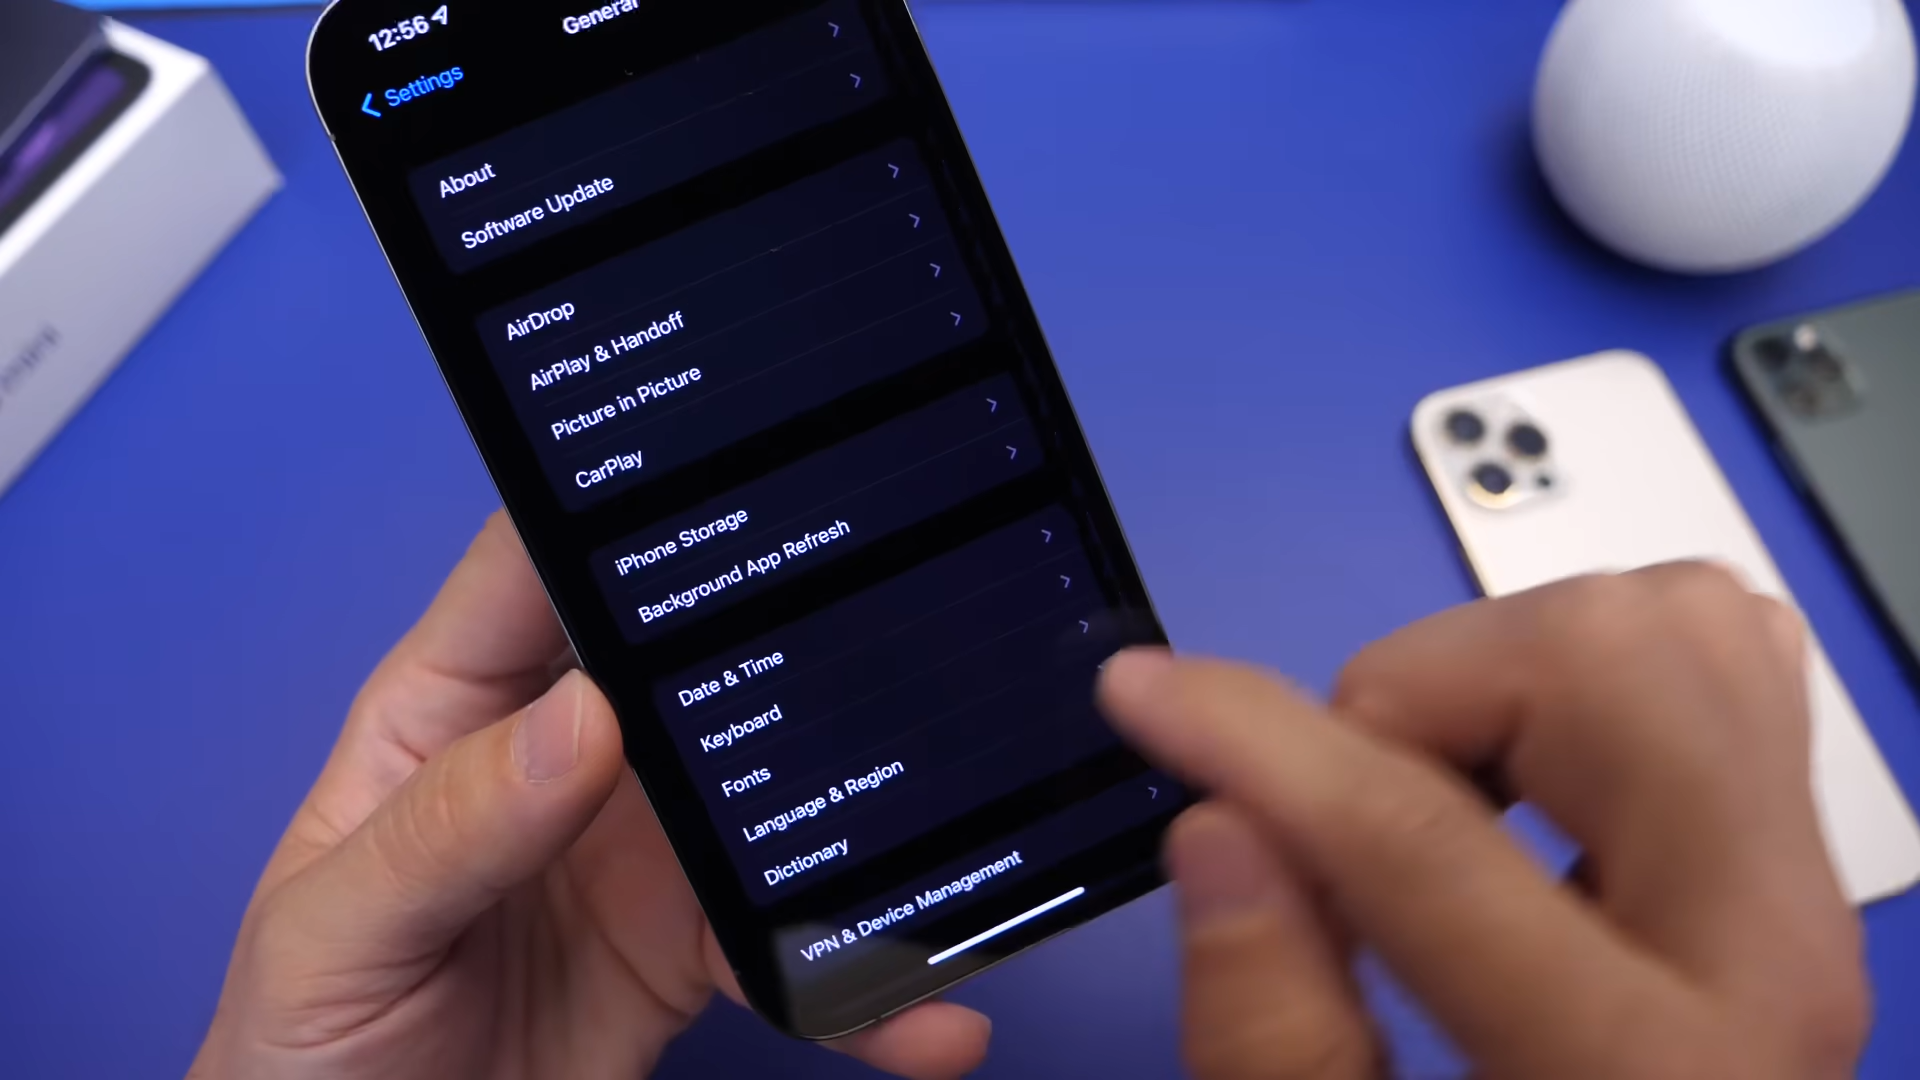 12:56
General
Settings
About
Software Update
AirDrop
AirPlay & Handoff
Picture in Picture
CarPlay
iPhone Storage
Background App Refresh
Date & Time
Keyboard
Fonts
Language & Region
Dictionary
VPN & Device Management